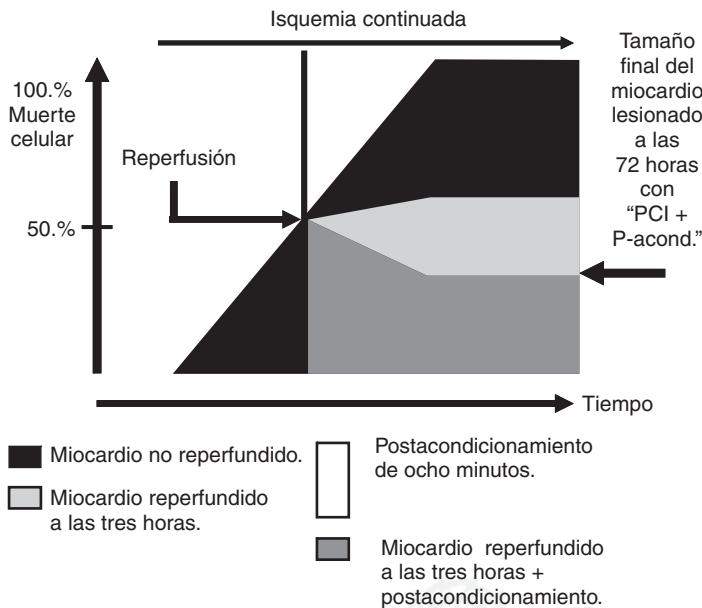 Isquemia continuada
100.%
Muerte
celular
Reperfusión
50.%
Tamaño
final del
miocardio
lesionado
a las
72 horas
con
“PCI +
P-acond.”
Tiempo
Miocardio no reperfundido.
Miocardio reperfundido
a las tres horas.
Postacondicionamiento
de ocho minutos.
Miocardio reperfundido
a las tres horas +
postacondicionamiento.